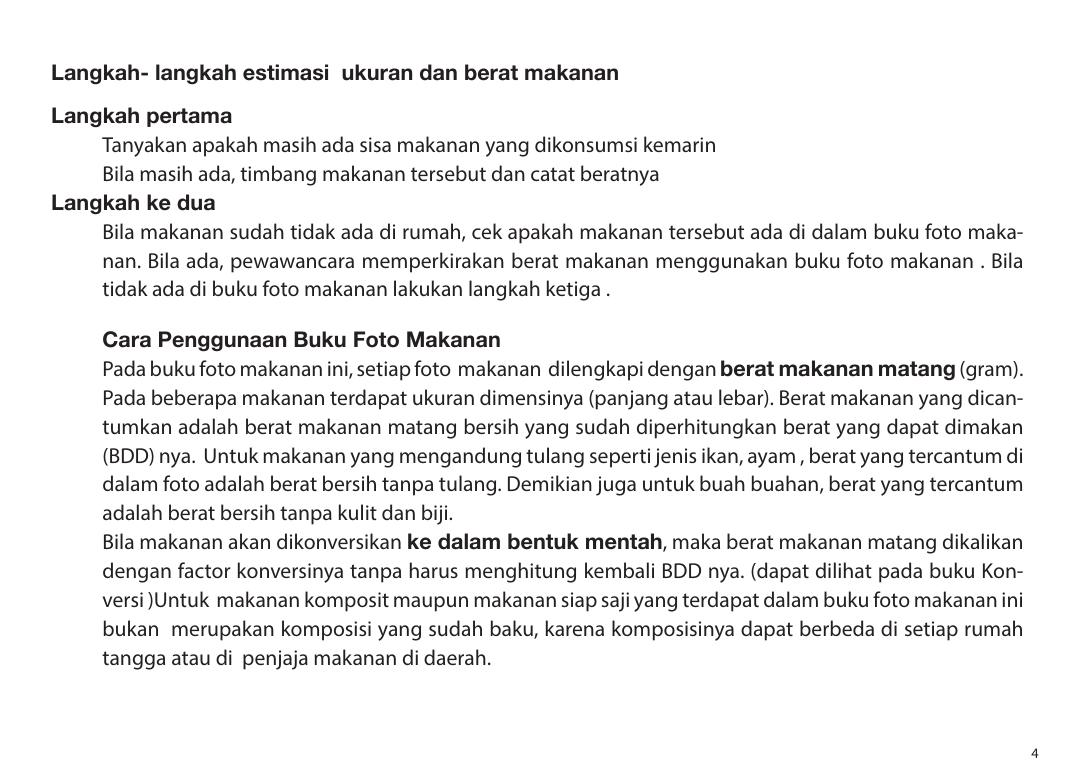 Langkah- langkah estimasi  ukuran dan berat makanan
Langkah pertama
Tanyakan apakah masih ada sisa makanan yang dikonsumsi kemarin
Bila masih ada, timbang makanan tersebut dan catat beratnya
Langkah ke dua
Bila makanan sudah tidak ada di rumah, cek apakah makanan tersebut ada di dalam buku foto maka-
nan. Bila ada, pewawancara memperkirakan berat makanan menggunakan buku foto makanan . Bila
tidak ada di buku foto makanan lakukan langkah ketiga .
Cara Penggunaan Buku Foto Makanan
Pada buku foto makanan ini, setiap foto  makanan  dilengkapi dengan berat makanan matang (gram).
Pada beberapa makanan terdapat ukuran dimensinya (panjang atau lebar). Berat makanan yang dican-
tumkan adalah berat makanan matang bersih yang sudah diperhitungkan berat yang dapat dimakan
(BDD) nya.  Untuk makanan yang mengandung tulang seperti jenis ikan, ayam , berat yang tercantum di
dalam foto adalah berat bersih tanpa tulang. Demikian juga untuk buah buahan, berat yang tercantum
adalah berat bersih tanpa kulit dan biji.
Bila makanan akan dikonversikan ke dalam bentuk mentah, maka berat makanan matang dikalikan
dengan factor konversinya tanpa harus menghitung kembali BDD nya. (dapat dilihat pada buku Kon-
versi )Untuk  makanan komposit maupun makanan siap saji yang terdapat dalam buku foto makanan ini
bukan  merupakan komposisi yang sudah baku, karena komposisinya dapat berbeda di setiap rumah
tangga atau di  penjaja makanan di daerah.
4